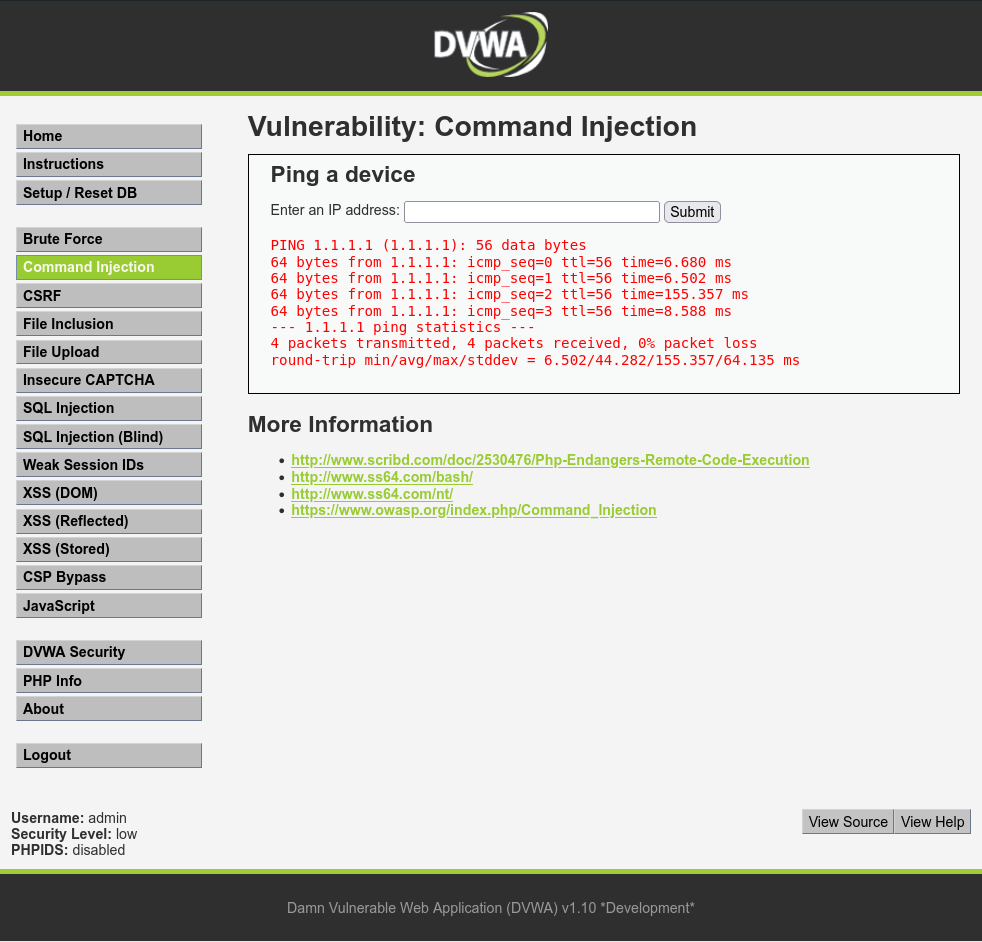 DVWA
Home
Instructions
Setup / Reset DB
Brute Force
Command Injection
CSRF
File Inclusion
File Upload
Insecure CAPTCHA
SQL Injection
SQL Injection (Blind)
Weak Session IDs
XSS (DOM)
XSS (Reflected)
XSS (Stored)
CSP Bypass
JavaScript
DVWA Security
PHP Info
About
Logout
Vulnerability: Command Injection
Ping a device
Enter an IP address: Submit
PING 1.1.1.1 (1.1.1.1): 56 data bytes
64 bytes from 1.1.1.1: icmp_seq=0 ttl=56 time=6.680 ms
64 bytes from 1.1.1.1: icmp_seq=1 ttl=56 time=6.502 ms
64 bytes from 1.1.1.1: icmp_seq=2 ttl=56 time=155.357 ms
64 bytes from 1.1.1.1: icmp_seq=3 ttl=56 time=8.588 ms
--- 1.1.1.1 ping statistics ---
4 packets transmitted, 4 packets received, 0% packet loss
round-trip min/avg/max/stddev = 6.502/44.282/155.357/64.135 ms
More Information
http://www.scribd.com/doc/2530476/Php-Endangers-Remote-Code-Execution
http://www.ss64.com/bash/
http://www.ss64.com/nt/
https://www.owasp.org/index.php/Command_Injection
Username: admin
Security Level: low
PHPIDS: disabled
View Source View Help
Damn Vulnerable Web Application (DVWA) v1.10 *Development*